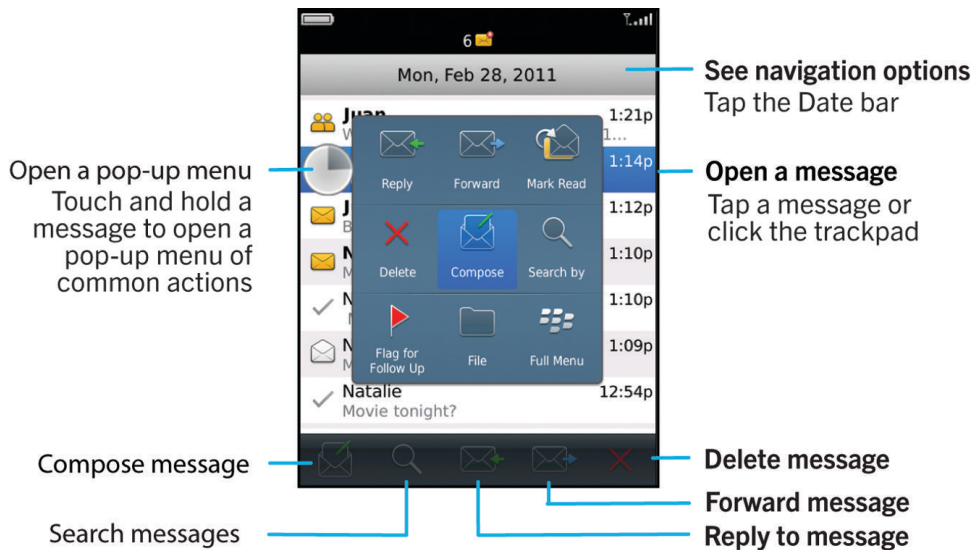 6
Mon, Feb 28, 2011
See navigation options
Tap the Date bar
Juan
1:21p
W
1...
Reply
Forward
Mark Read
1:14p
Open a pop-up menu
Touch and hold a
message to open a
pop-up menu of
common actions
Open a message
Tap a message or
click the trackpad
J
1:12p
B
N
1:10p
M
Delete
Compose
Search by
N
1:10p
N
1:09p
M
Flag for
Follow Up
File
Full Menu
Natalie
12:54p
Movie tonight?
Compose message
Delete message
Forward message
Search messages
Reply to message